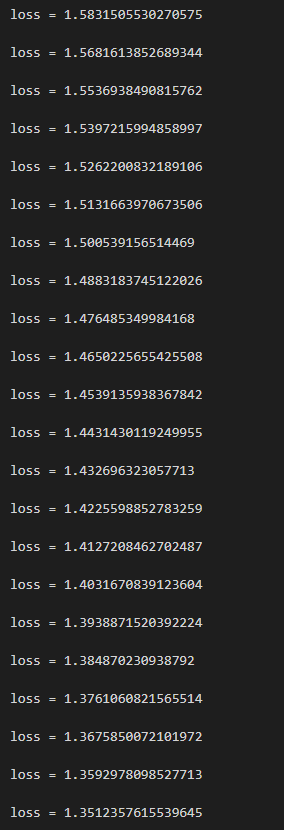 loss = 1.5831505530270575
loss = 1.5681613852689344
loss = 1.5536938490815762
loss = 1.5397215994858997
loss = 1.5262200832189106
loss = 1.5131663970673506
loss = 1.500539156514469
loss = 1.4883183745122026
loss = 1.476485349984168
loss = 1.4650225655425508
loss = 1.4539135938367842
loss = 1.4431430119249955
loss = 1.432696323057713
loss = 1.4225598852783259
loss = 1.4127208462702487
loss = 1.4031670839123604
loss = 1.3938871520392224
loss = 1.384870230938792
loss = 1.3761060821565514
loss = 1.3675850072101972
loss = 1.3592978098527713
loss = 1.3512357615539645